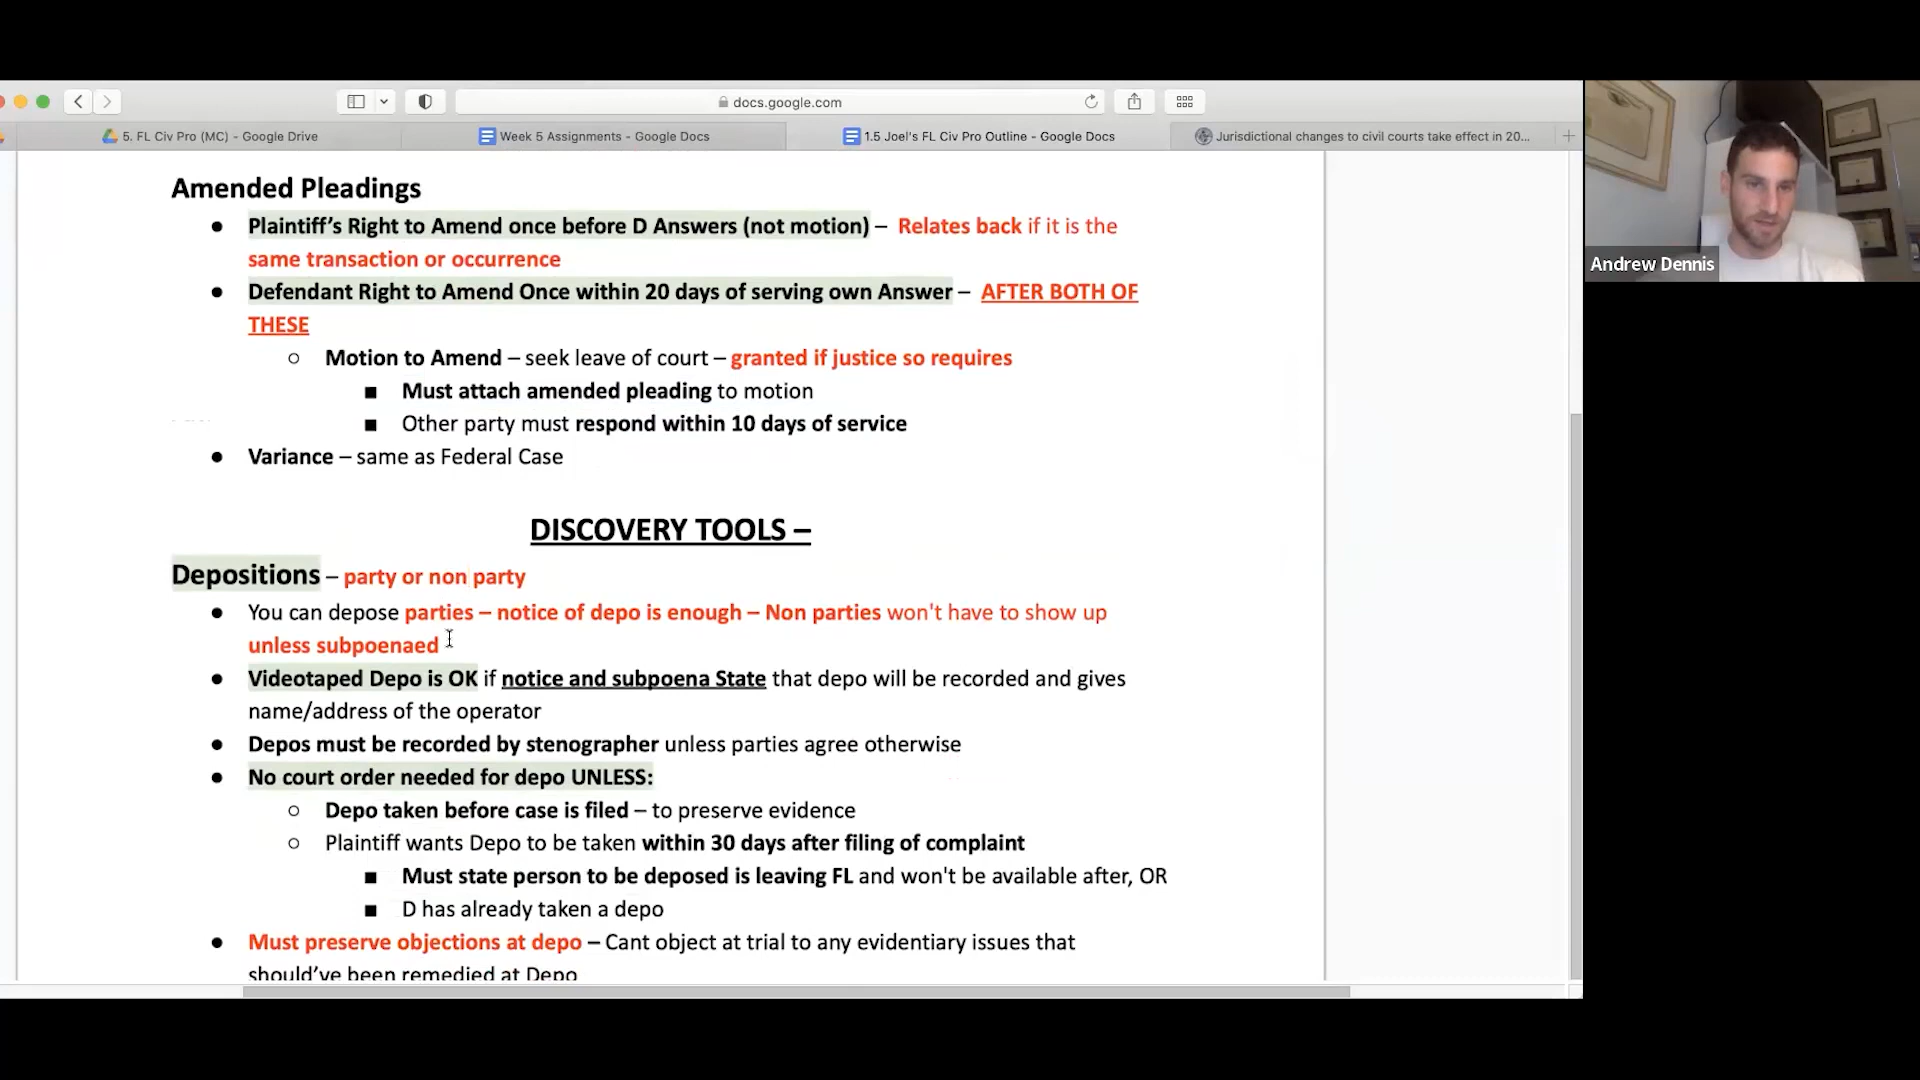 docs.google.com
5. FL Civ Pro (MC) - Google Drive
Week 5 Assignments - Google Docs
1.5 Joel's FL Civ Pro Outline - Google Docs
Jurisdictional changes to civil courts take effect in 20...
Andrew Dennis
Amended Pleadings
● Plaintiff's Right to Amend once before D Answers (not motion) – Relates back if it is the
same transaction or occurrence
● Defendant Right to Amend Once within 20 days of serving own Answer – AFTER BOTH OF
THESE
○ Motion to Amend – seek leave of court – granted if justice so requires
■ Must attach amended pleading to motion
■ Other party must respond within 10 days of service
● Variance – same as Federal Case
DISCOVERY TOOLS –
Depositions – party or non party
● You can depose parties – notice of depo is enough – Non parties won't have to show up
unless subpoenaed
● Videotaped Depo is OK if notice and subpoena State that depo will be recorded and gives
name/address of the operator
● Depos must be recorded by stenographer unless parties agree otherwise
● No court order needed for depo UNLESS:
○ Depo taken before case is filed – to preserve evidence
○ Plaintiff wants Depo to be taken within 30 days after filing of complaint
■ Must state person to be deposed is leaving FL and won't be available after, OR
■ D has already taken a depo
● Must preserve objections at depo – Cant object at trial to any evidentiary issues that
should've been remedied at Depo